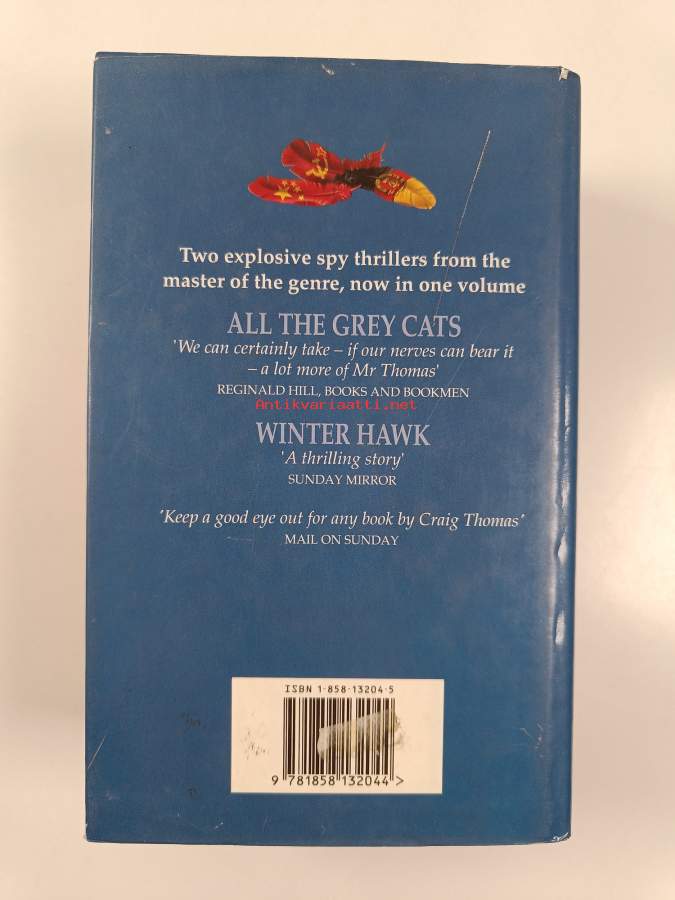 Two explosive spy thrillers from the
master of the genre, now in one volume
ALL THE GREY CATS
'We can certainly take – if our nerves can bear it
– a lot more of Mr Thomas'
REGINALD HILL, BOOKS AND BOOKMEN
Antikvariaatti.net
WINTER HAWK
'A thrilling story'
SUNDAY MIRROR
'Keep a good eye out for any book by Craig Thomas'
MAIL ON SUNDAY
ISBN 1-858-13204-5
9 781858 132044 >